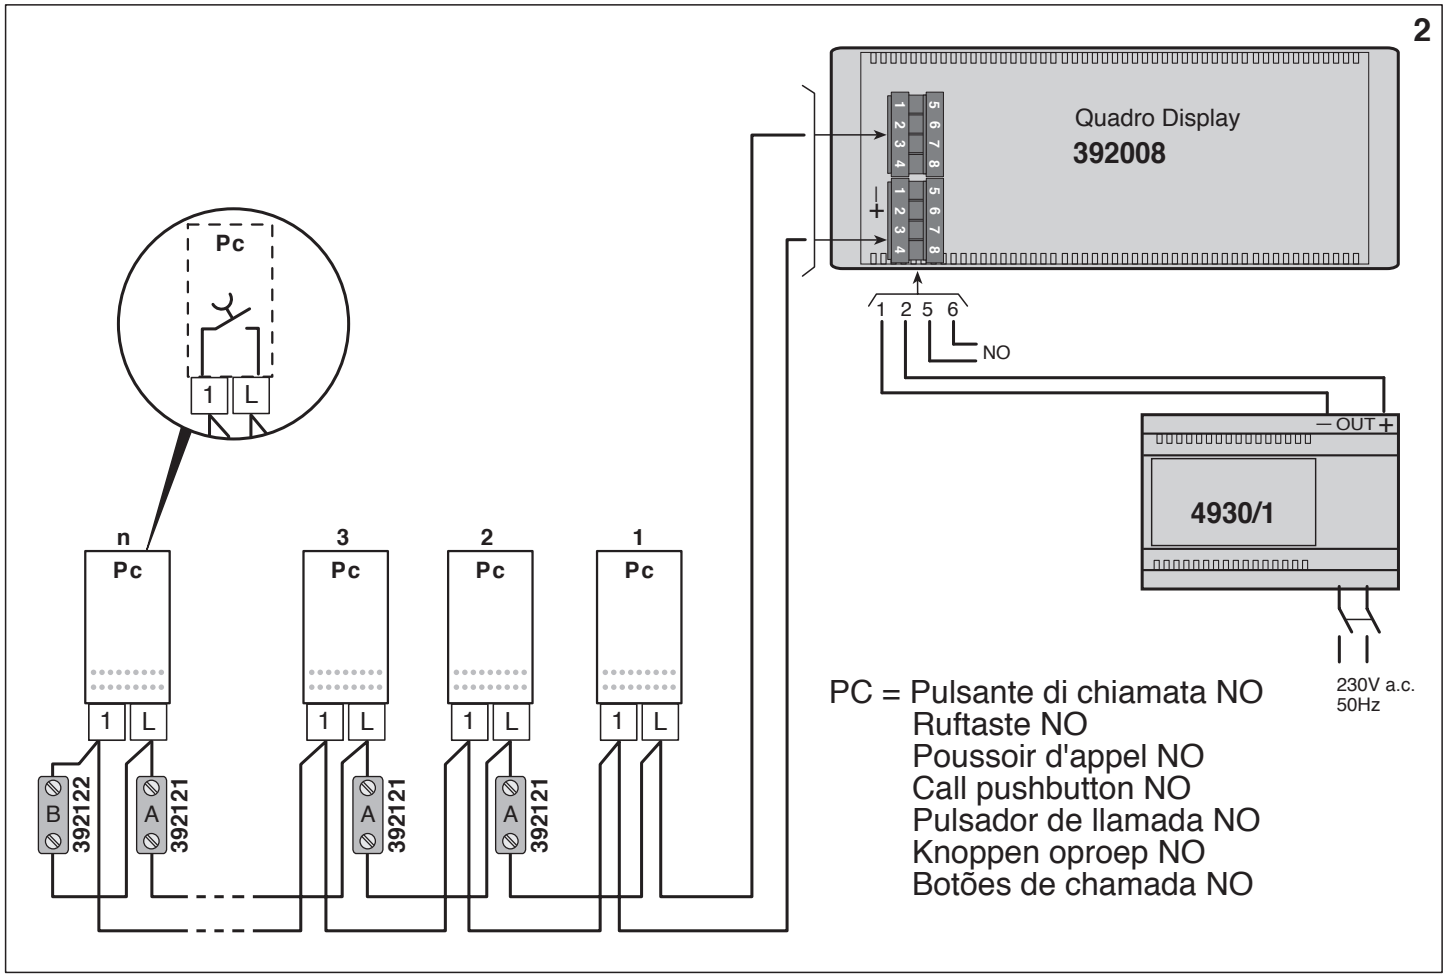 2
Quadro Display
392008
1 2 3 4
5 6 7 8
1 2 3 4
5 6 7 8
— +
1 2 5 6
NO
— OUT +
4930/1
230V a.c.
50Hz
Pc
1 L
n 3 2 1
Pc Pc Pc Pc
1 L 1 L 1 L 1 L
B 392122 A 392121 A 392121 A 392121
PC = Pulsante di chiamata NO
Ruftaste NO
Poussoir d'appel NO
Call pushbutton NO
Pulsador de llamada NO
Knoppen oproep NO
Botões de chamada NO